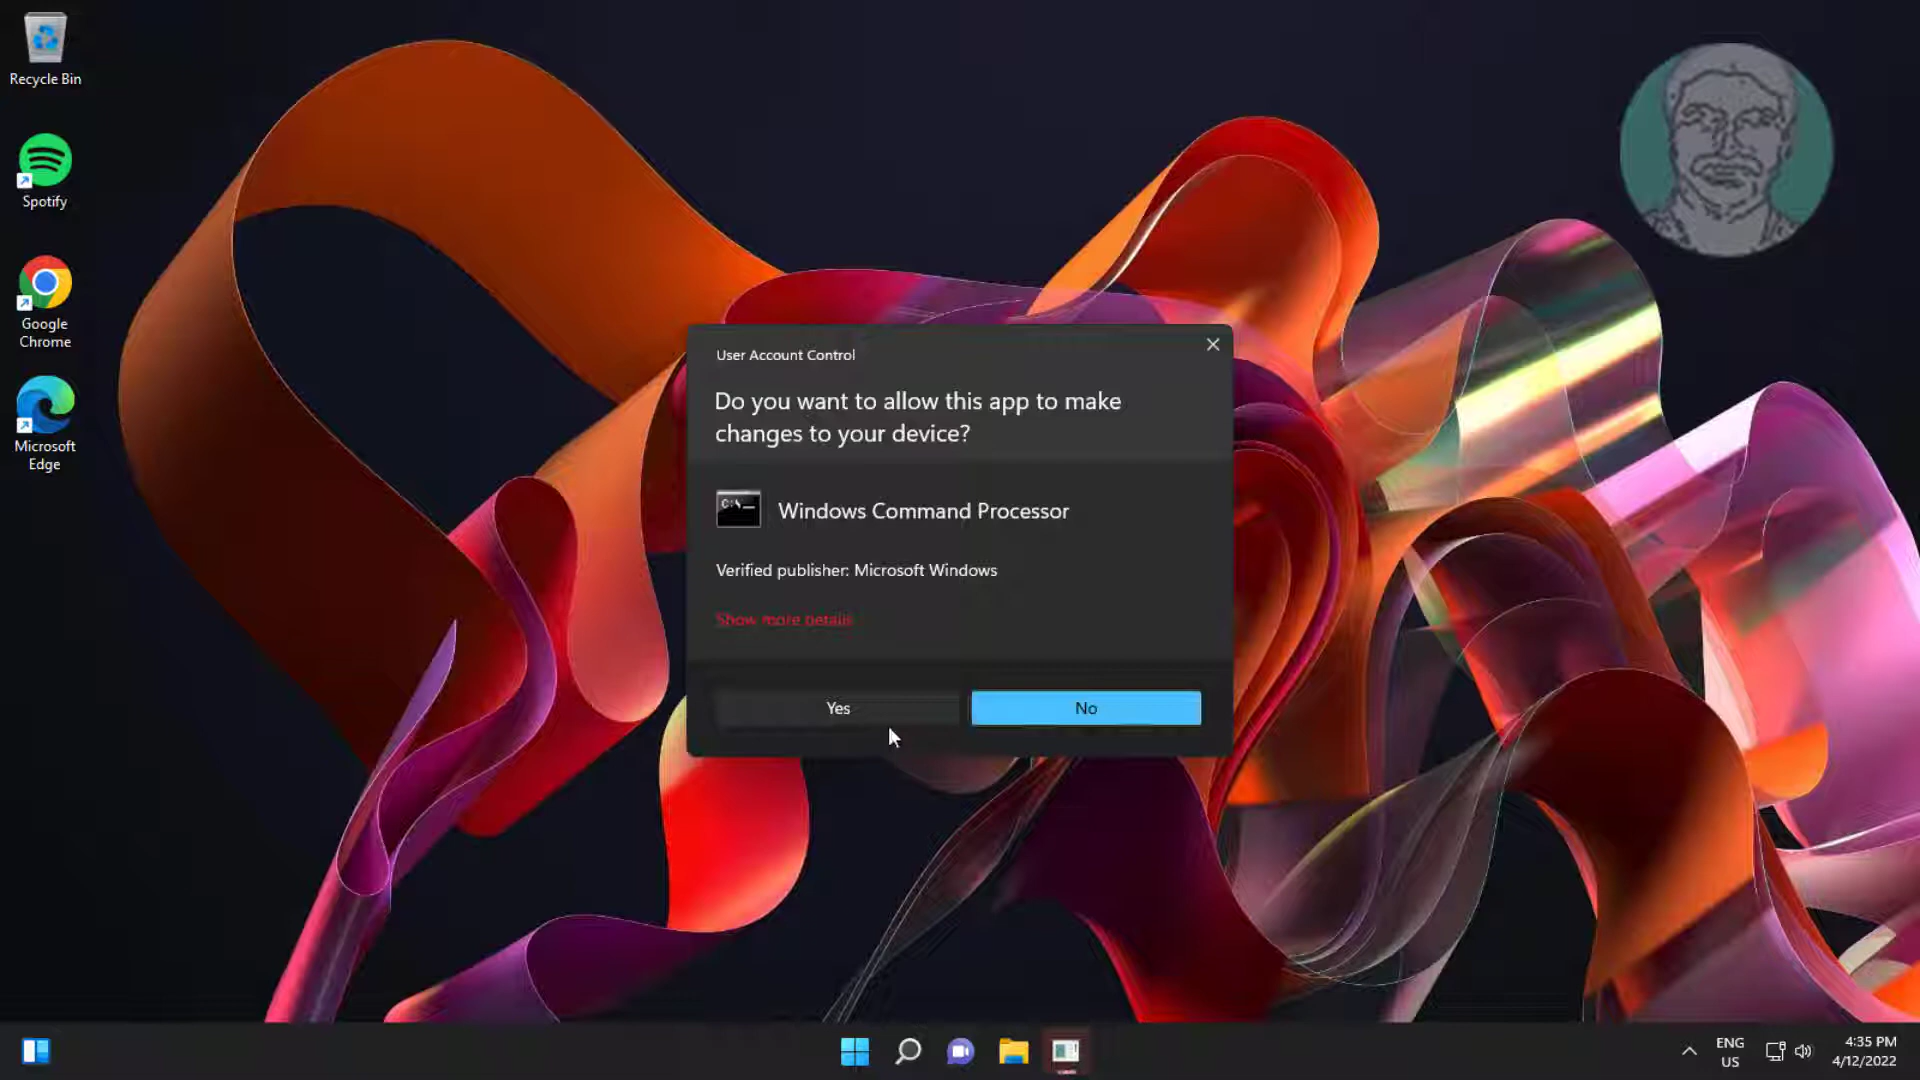 Recycle Bin
Spotify
Google
Chrome
Microsoft
Edge
User Account Control
Do you want to allow this app to make
changes to your device?
C:\_
Windows Command Processor
Verified publisher: Microsoft Windows
Show more details
Yes
No
ENG
US
4:35 PM
4/12/2022